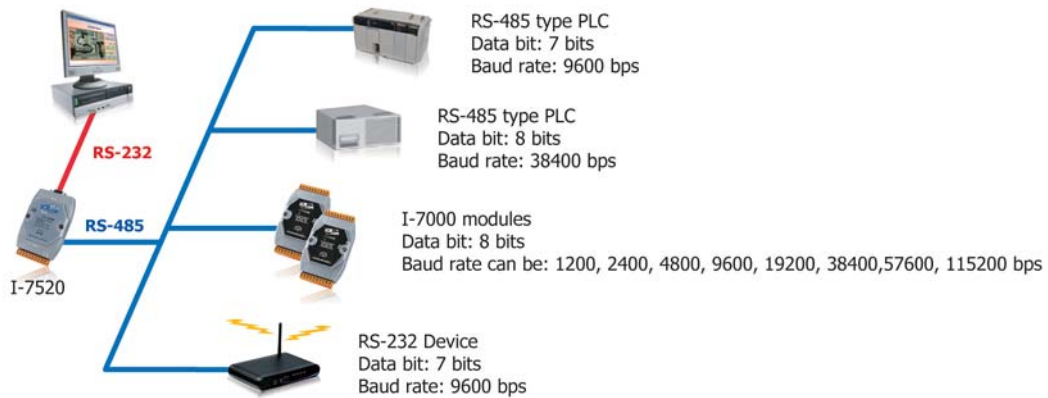 RS-485 type PLC
Data bit: 7 bits
Baud rate: 9600 bps
RS-485 type PLC
Data bit: 8 bits
Baud rate: 38400 bps
RS-232
RS-485
I-7520
I-7000 modules
Data bit: 8 bits
Baud rate can be: 1200, 2400, 4800, 9600, 19200, 38400,57600, 115200 bps
RS-232 Device
Data bit: 7 bits
Baud rate: 9600 bps